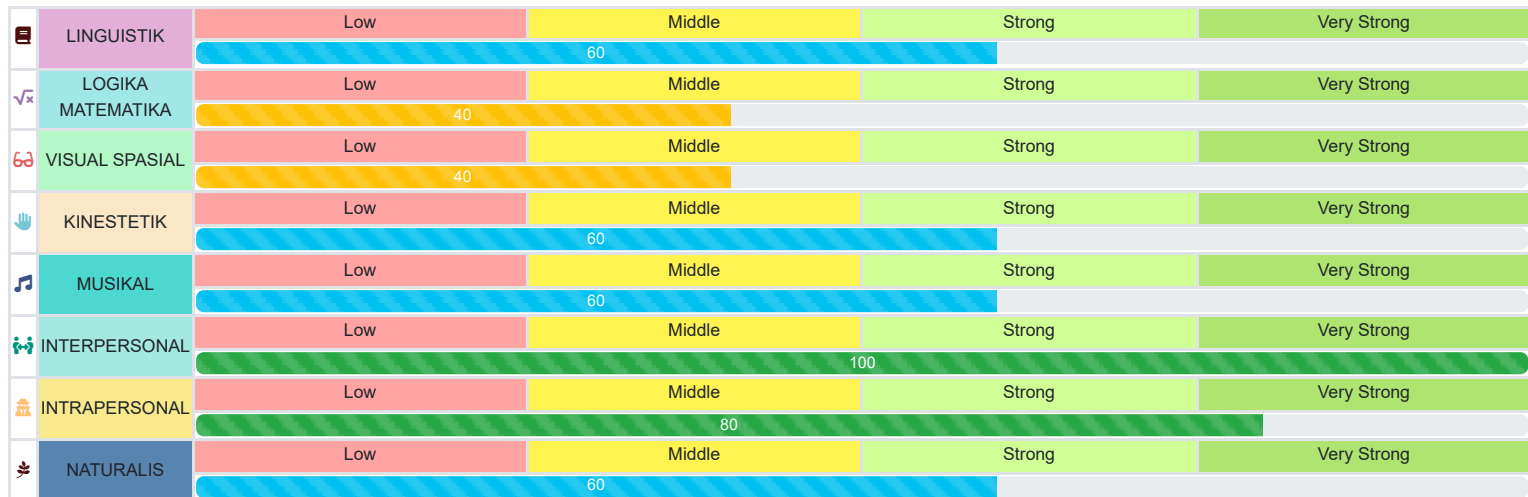 LINGUISTIK
Low Middle Strong Very Strong
60
LOGIKA
MATEMATIKA
Low Middle Strong Very Strong
40
VISUAL SPASIAL
Low Middle Strong Very Strong
40
KINESTETIK
Low Middle Strong Very Strong
60
MUSIKAL
Low Middle Strong Very Strong
60
INTERPERSONAL
Low Middle Strong Very Strong
100
INTRAPERSONAL
Low Middle Strong Very Strong
80
NATURALIS
Low Middle Strong Very Strong
60